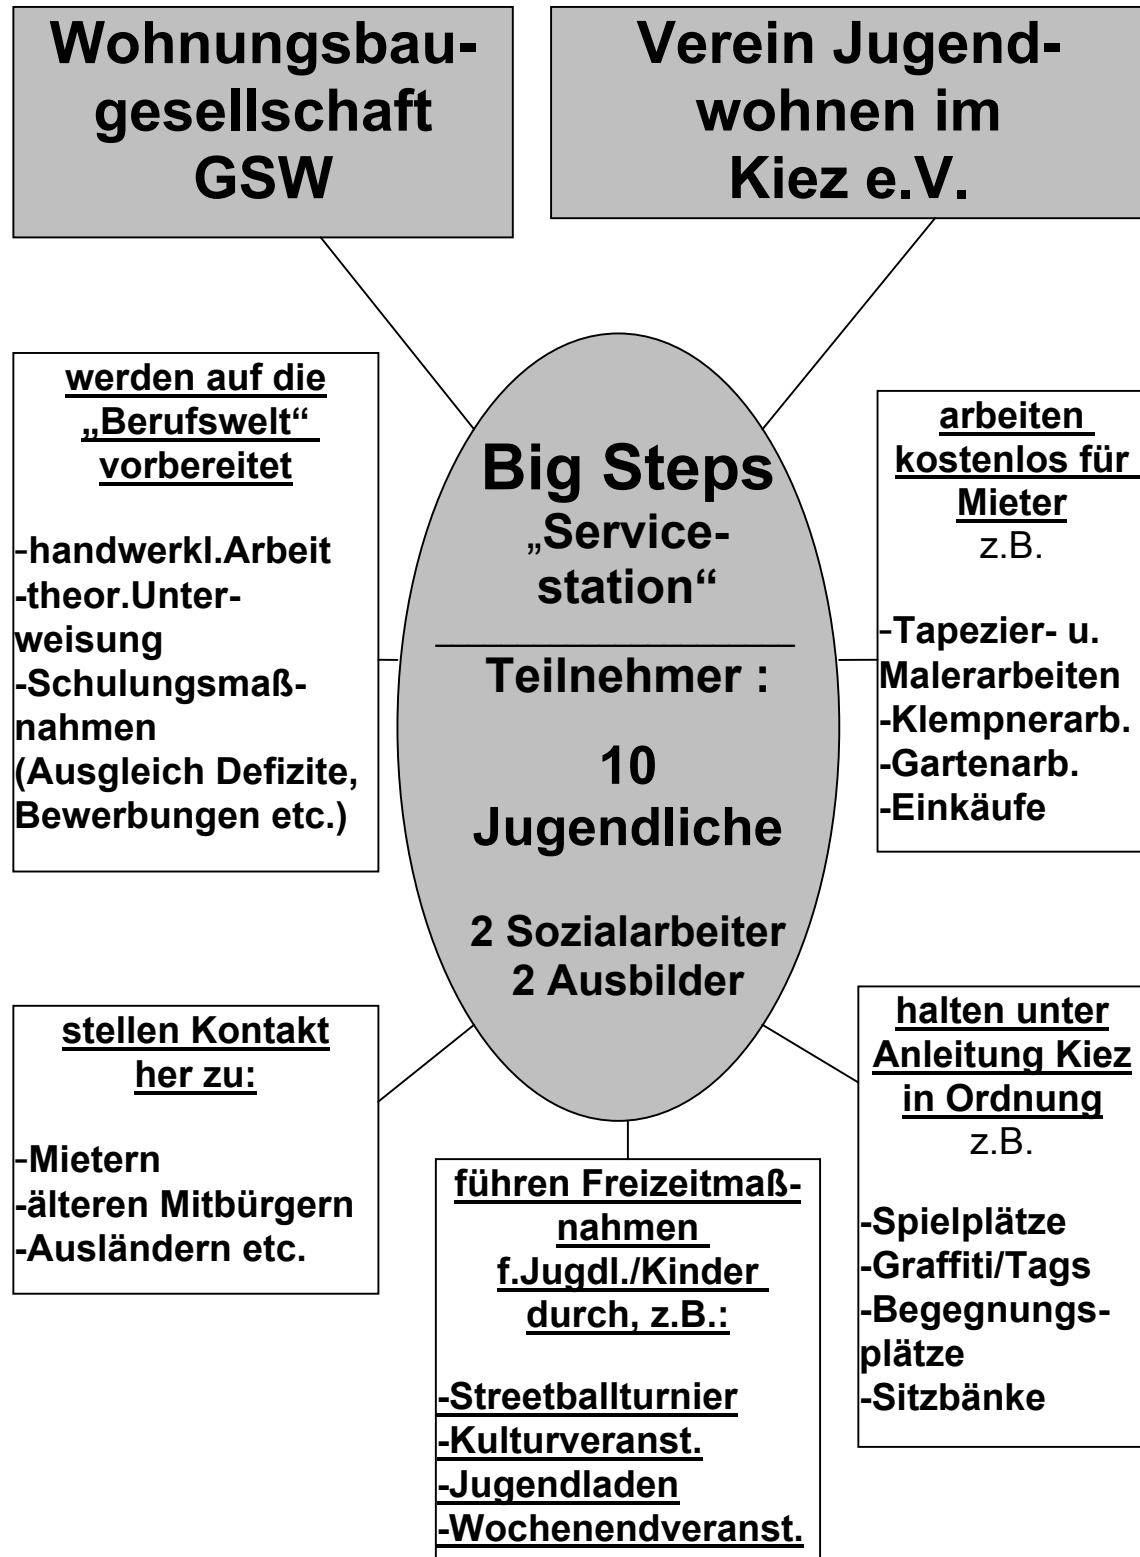 Wohnungsbau-
gesellschaft
GSW
Verein Jugend-
wohnen im
Kiez e.V.
werden auf die
„Berufswelt“
vorbereitet
-handwerkl.Arbeit
-theor.Unter-
weisung
-Schulungsmaß-
nahmen
(Ausgleich Defizite,
Bewerbungen etc.)
Big Steps
„Service-
station“
Teilnehmer :
10
Jugendliche
2 Sozialarbeiter
2 Ausbilder
arbeiten
kostenlos für
Mieter
z.B.
-Tapezier- u.
Malerarbeiten
-Klempnerarb.
-Gartenarb.
-Einkäufe
stellen Kontakt
her zu:
-Mietern
-älteren Mitbürgern
-Ausländern etc.
führen Freizeitmaß-
nahmen
f.Jugdl./Kinder
durch, z.B.:
-Streetballturnier
-Kulturveranst.
-Jugendladen
-Wochenendveranst.
halten unter
Anleitung Kiez
in Ordnung
z.B.
-Spielplätze
-Graffiti/Tags
-Begegnungs-
plätze
-Sitzbänke